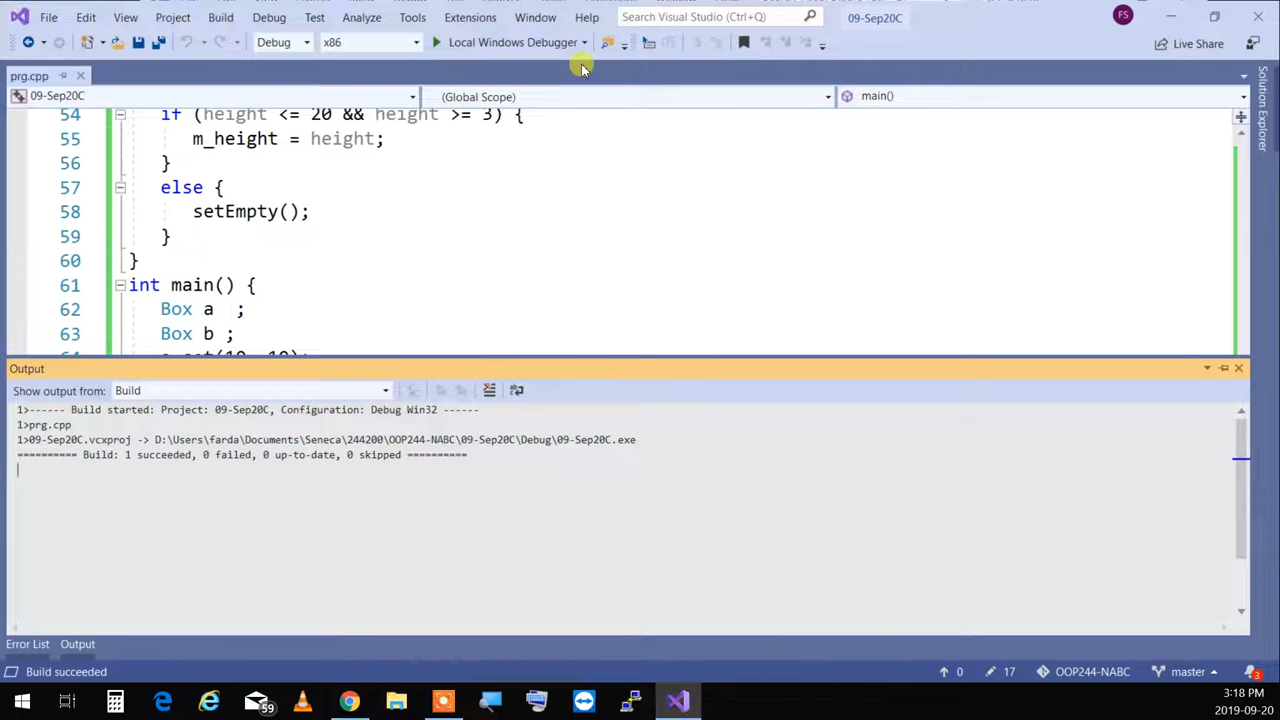 File Edit View Project Build Debug Test Analyze Tools Extensions Window Help Search Visual Studio (Ctrl+Q) 09-Sep20C FS
Debug x86 Local Windows Debugger Live Share
prg.cpp
09-Sep20C (Global Scope) main()
54 if (height <= 20 && height >= 3) {
55 m_height = height;
56 }
57 else {
58 setEmpty();
59 }
60 }
61 int main() {
62 Box a ;
63 Box b ;
Solution Explorer
Output
Show output from: Build
1>------ Build started: Project: 09-Sep20C, Configuration: Debug Win32 ------
1>prg.cpp
1>09-Sep20C.vcxproj -> D:\Users\farda\Documents\Seneca\244200\OOP244-NABC\09-Sep20C\Debug\09-Sep20C.exe
========== Build: 1 succeeded, 0 failed, 0 up-to-date, 0 skipped ==========
Error List Output
Build succeeded 0 17 OOP244-NABC master 3
59 3:18 PM
2019-09-20